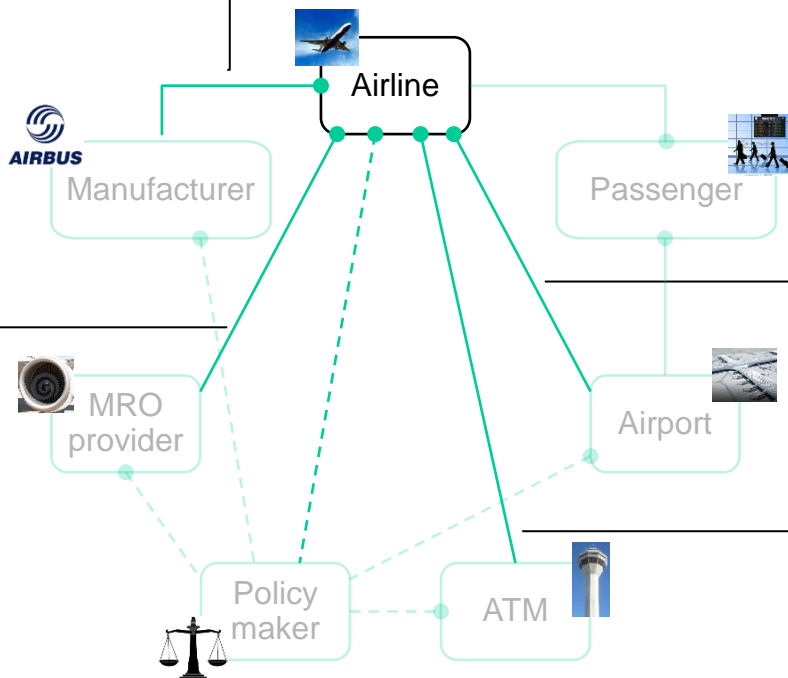 Airline
AIRBUS
Manufacturer
Passenger
MRO
provider
Airport
Policy
maker
ATM